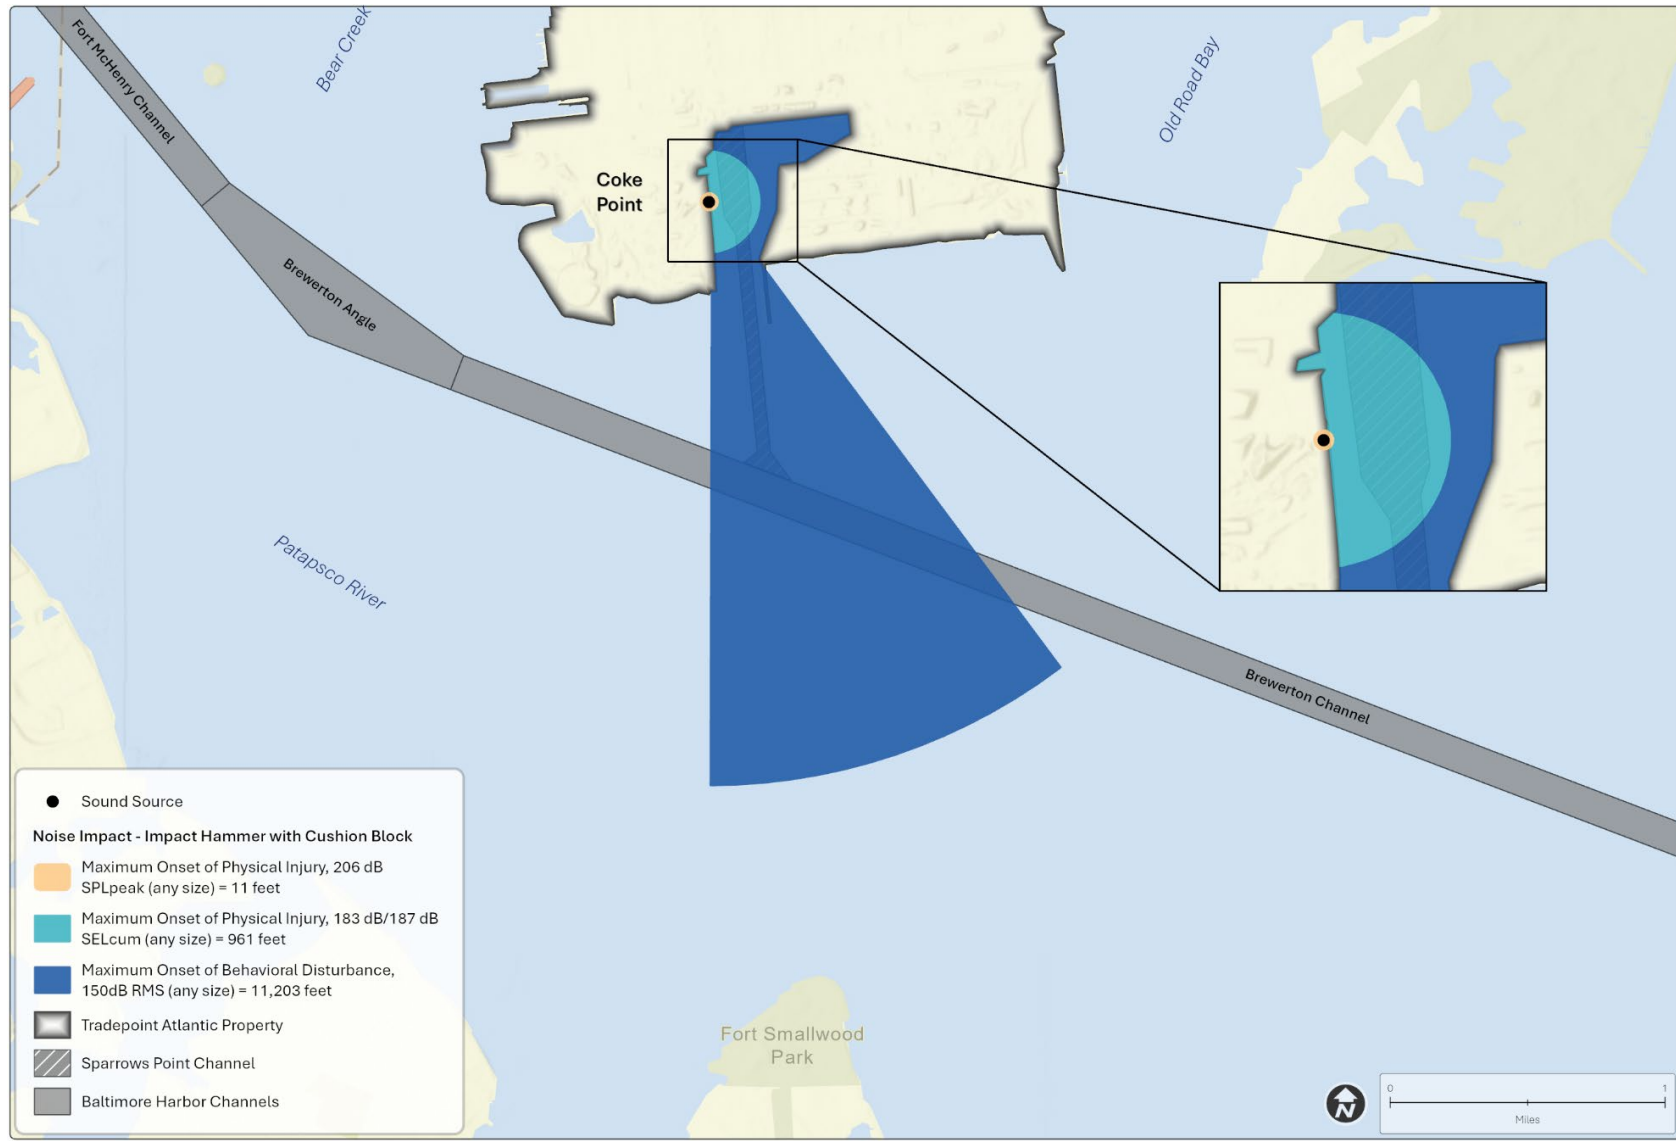 Fort McHenry Channel
Bear Creek
Old Road Bay
Coke
Point
Brewerton Angle
Patapsco River
Brewerton Channel
Sound Source
Noise Impact - Impact Hammer with Cushion Block
Maximum Onset of Physical Injury, 206 dB
SPLpeak (any size) = 11 feet
Maximum Onset of Physical Injury, 183 dB/187 dB
SELcum (any size) = 961 feet
Maximum Onset of Behavioral Disturbance,
150dB RMS (any size) = 11,203 feet
Tradepoint Atlantic Property
Sparrows Point Channel
Baltimore Harbor Channels
Fort Smallwood
Park
N
0 1
Miles